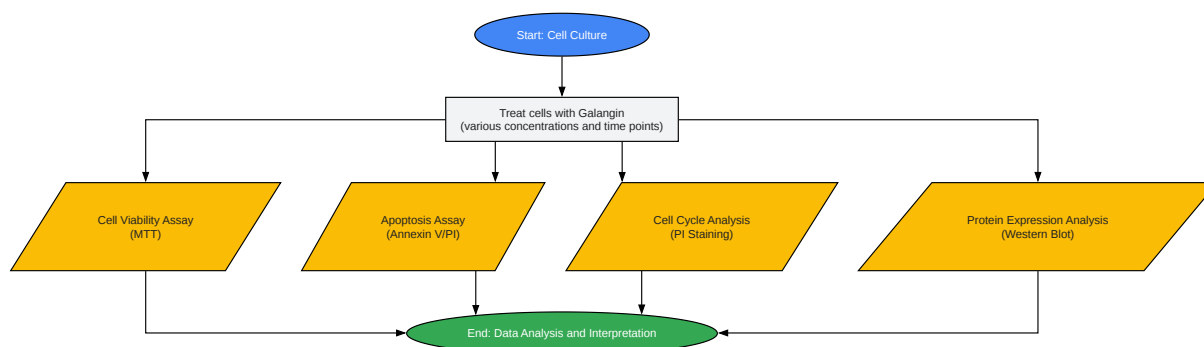 Start: Cell Culture
Treat cells with Galangin
(various concentrations and time points)
Cell Viability Assay
(MTT)
Apoptosis Assay
(Annexin V/PI)
Cell Cycle Analysis
(PI Staining)
Protein Expression Analysis
(Western Blot)
End: Data Analysis and Interpretation